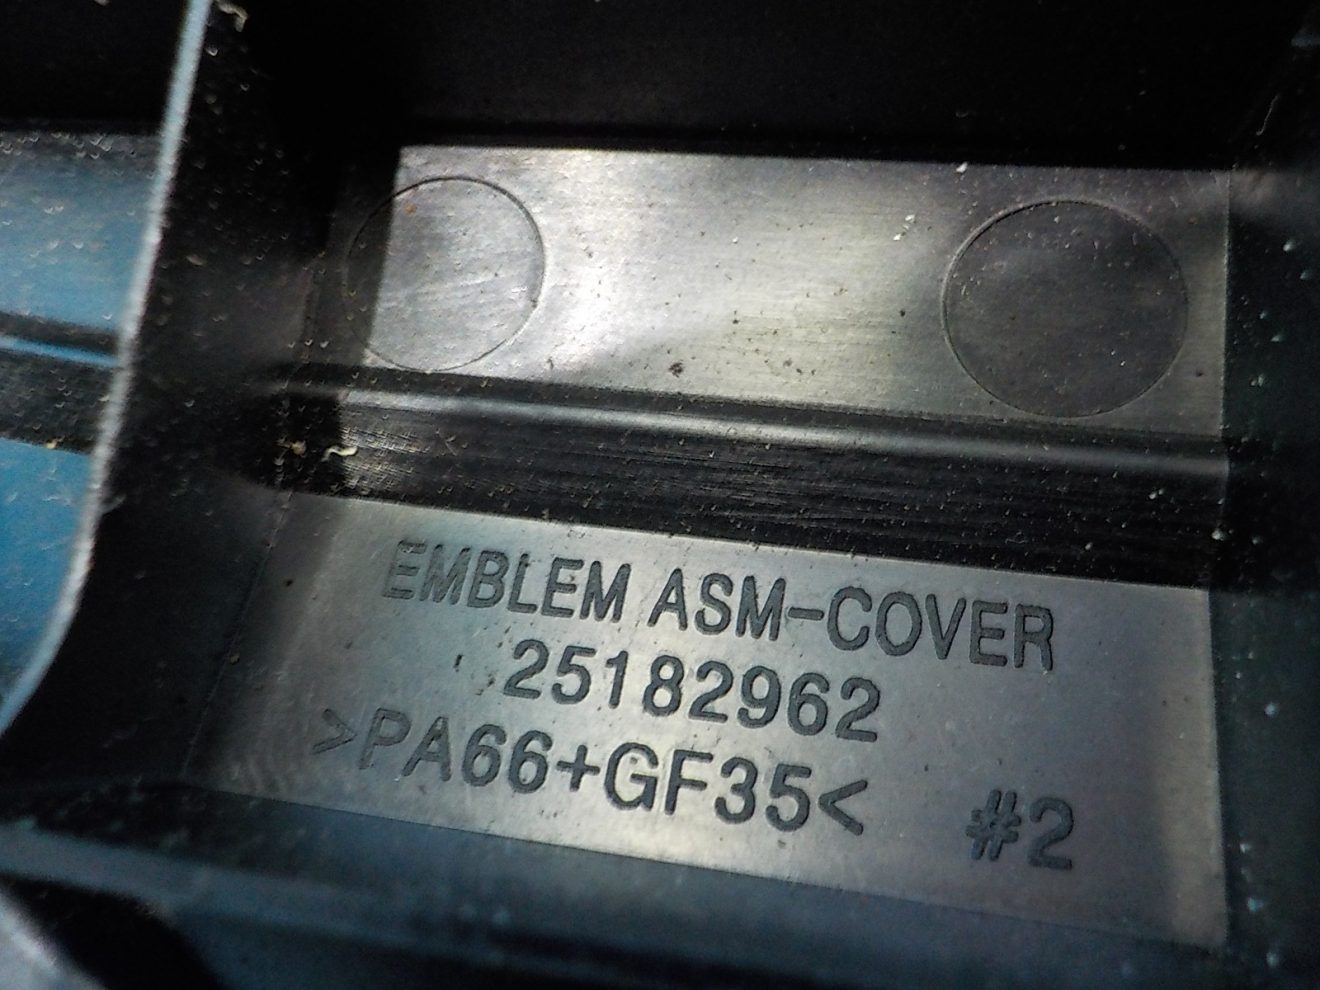 EMBLEM ASM-COVER
25182962
>PA66+GF35< #2